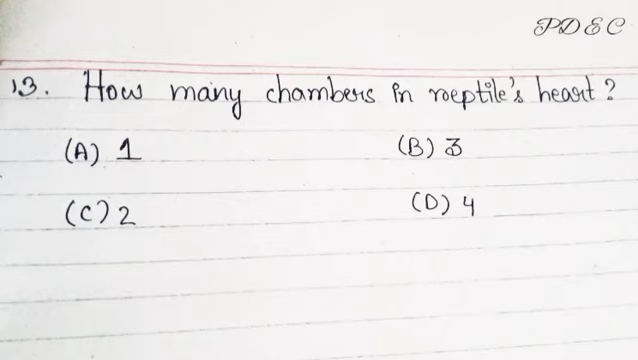 PDEC
13. How many chambers in reptile's heart?
(A) 1 (B) 3
(C) 2 (D) 4